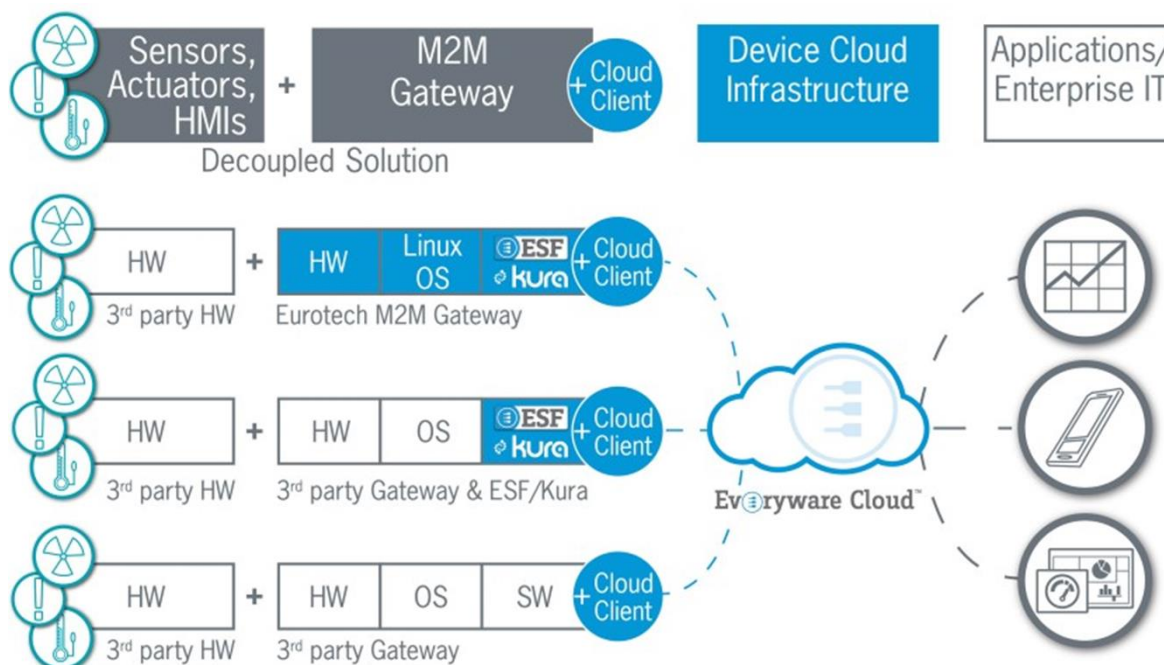 Sensors,
Actuators,
HMIs
+
M2M
Gateway
+ Cloud
Client
Device Cloud
Infrastructure
Applications/
Enterprise IT
Decoupled Solution
HW
+
HW
Linux
OS
ESF
kura
+ Cloud
Client
3rd party HW
Eurotech M2M Gateway
HW
+
HW
OS
ESF
kura
+ Cloud
Client
3rd party HW
3rd party Gateway & ESF/Kura
Everyware Cloud™
HW
+
HW
OS
SW
+ Cloud
Client
3rd party HW
3rd party Gateway